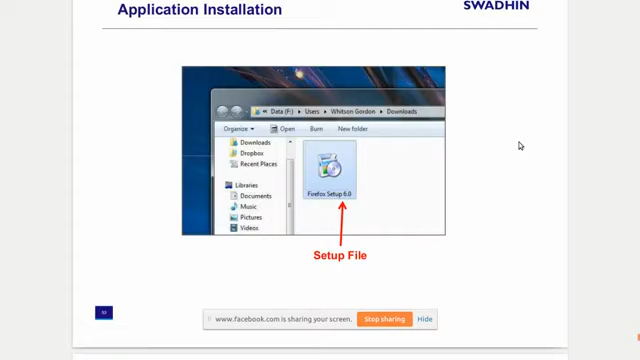 Application Installation
SWADHIN
Data (F:) Users Whitson Gordon Downloads
Organize Open Burn New folder
Downloads
Dropbox
Recent Places
Libraries
Documents
Music
Pictures
Videos
Firefox Setup 6.0
Setup File
www.facebook.com is sharing your screen. Stop sharing Hide